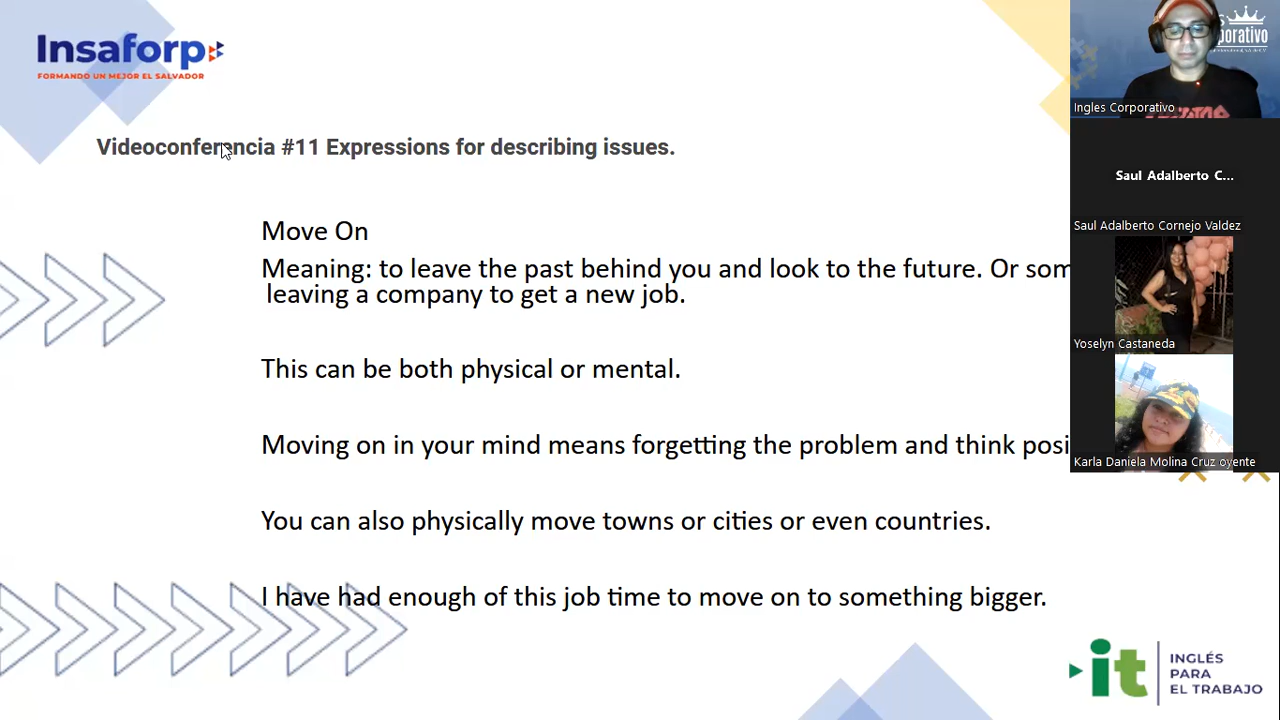 Insaforp
FORMANDO UN MEJOR EL SALVADOR
Videoconferencia #11 Expressions for describing issues.
Move On
Meaning: to leave the past behind you and look to the future. Or
leaving a company to get a new job.
This can be both physical or mental.
Moving on in your mind means forgetting the problem and think
You can also physically move towns or cities or even countries.
I have had enough of this job time to move on to something bigger.
Ingles Corporativo
Saul Adalberto C...
Saul Adalberto Cornejo Valdez
Yoselyn Castaneda
Karla Daniela Molina Cruz oyente
it
INGLÉS
PARA
EL TRABAJO